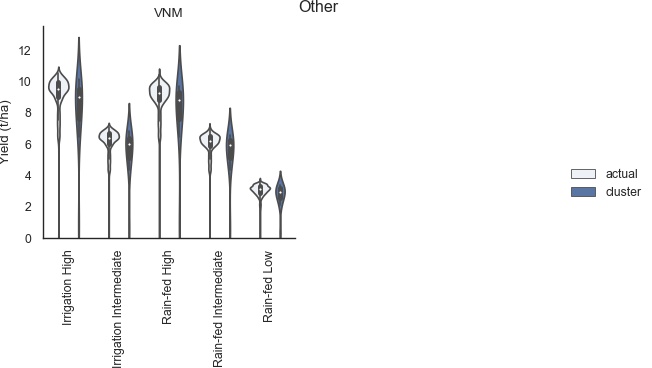 Other
VNM
Yield (t/ha)
12
10
8
6
4
2
0
actual
cluster
Irrigation High
Irrigation Intermediate
Rain-fed High
Rain-fed Intermediate
Rain-fed Low